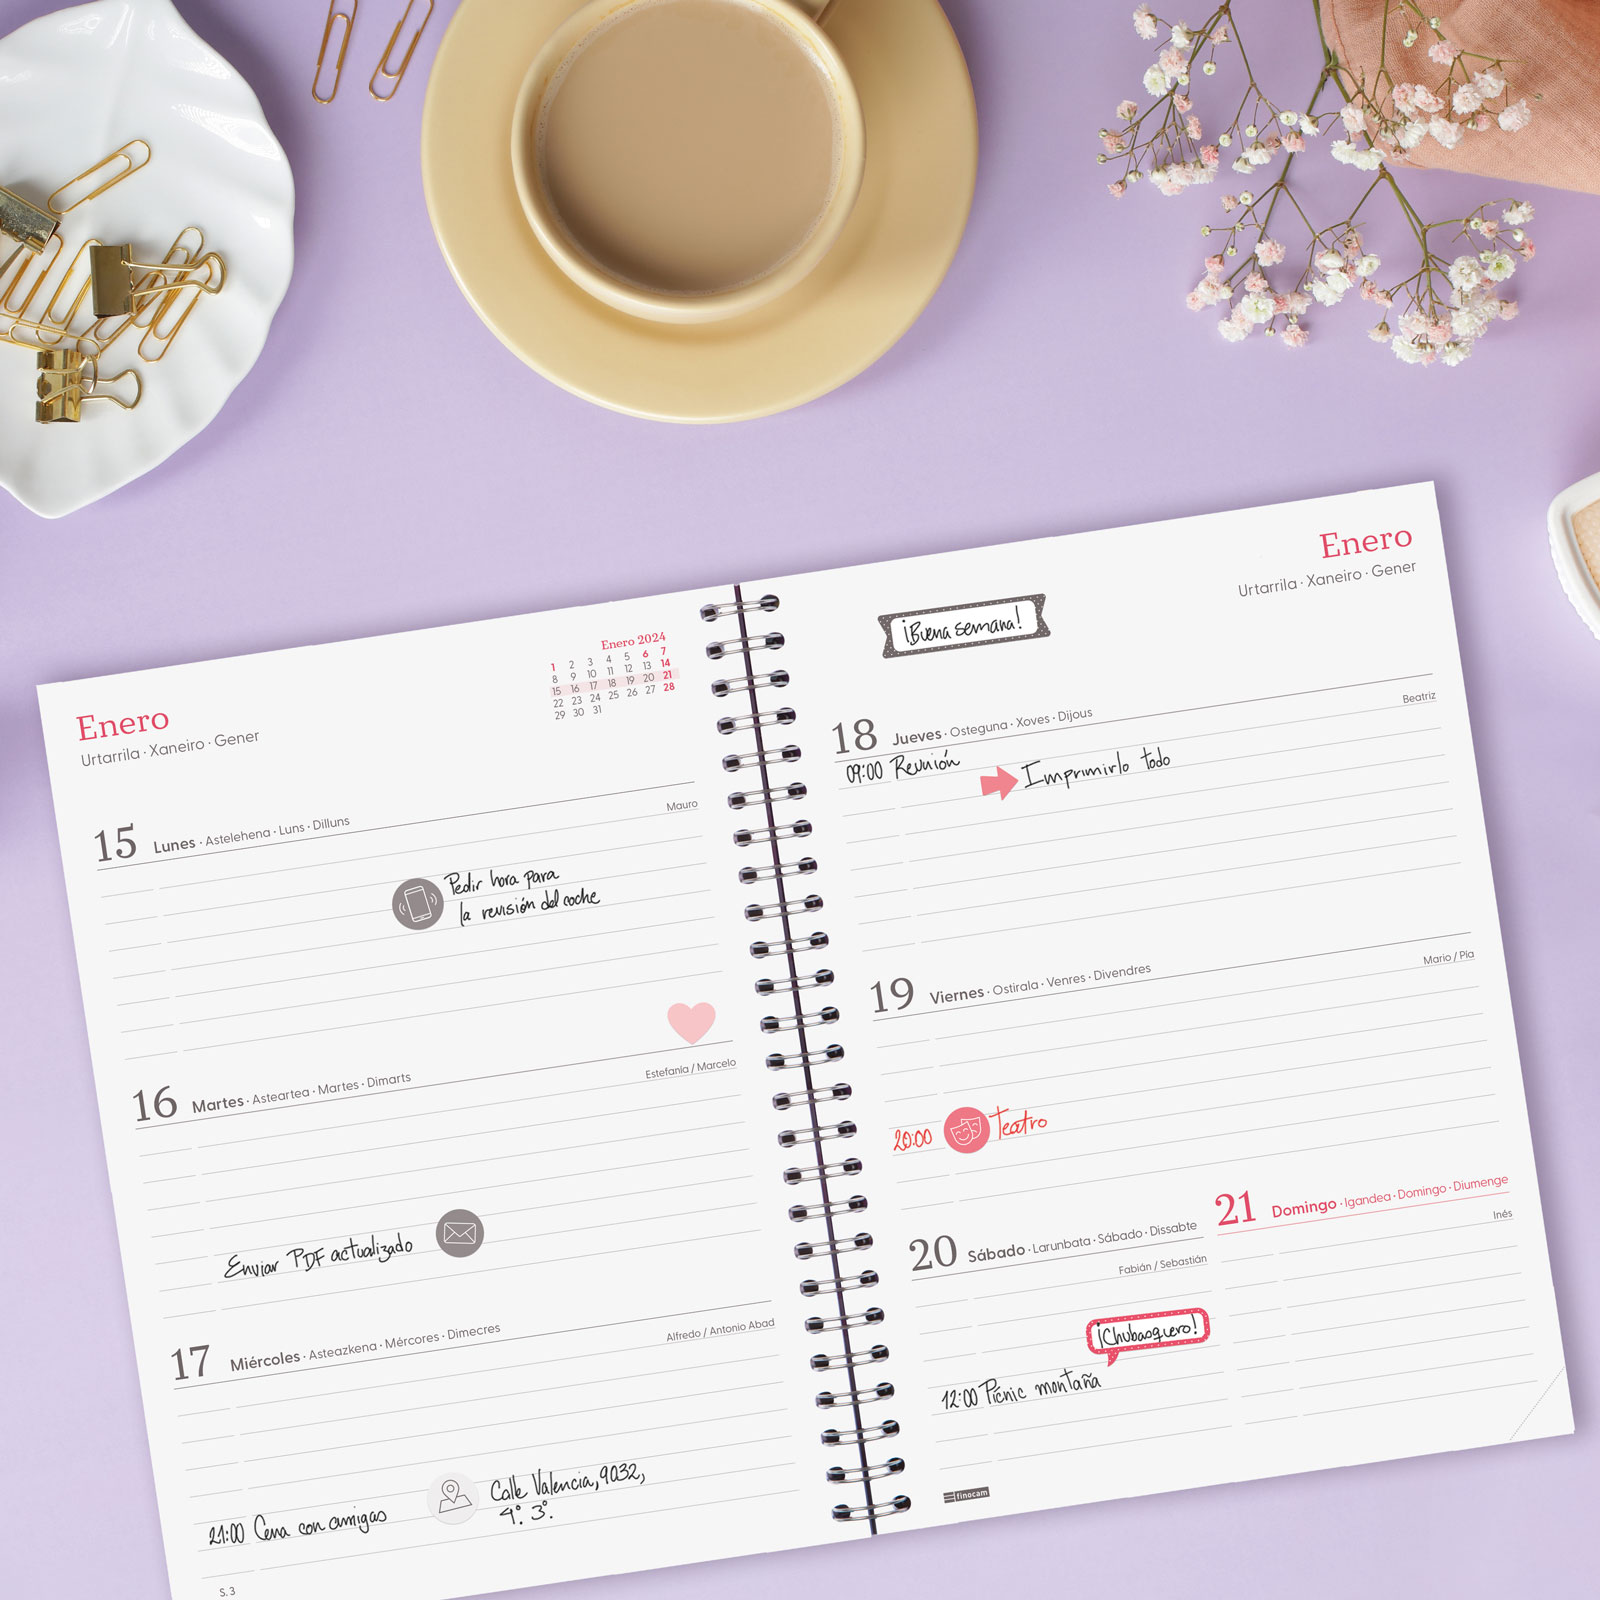 Enero
Urtarrila · Xaneiro · Gener
Enero 2024
1 2 3 4 5 6 7
8 9 10 11 12 13 14
15 16 17 18 19 20 21
22 23 24 25 26 27 28
29 30 31
15 Lunes · Astelehena · Luns · Dilluns
Mauro
Pedir hora para
la revisión del coche
16 Martes · Asteartea · Martes · Dimarts
Estefanía / Marcelo
Enviar PDF actualizado
17 Miércoles · Asteazkena · Mércores · Dimecres
Alfredo / Antonio Abad
21:00 Cena con amigas
Calle Valencia, 9032,
4º. 3º.
S. 3
Enero
Urtarrila · Xaneiro · Gener
¡Buena semana!
18 Jueves · Osteguna · Xoves · Dijous
Beatriz
09:00 Reunión
Imprimirlo todo
19 Viernes · Ostirala · Venres · Divendres
Mario / Pía
20:00 Teatro
20 Sábado · Larunbata · Sábado · Dissabte
Fabián / Sebastián
¡Chubasquero!
12:00 Picnic montaña
21 Domingo · Igandea · Domingo · Diumenge
Inés
finocam